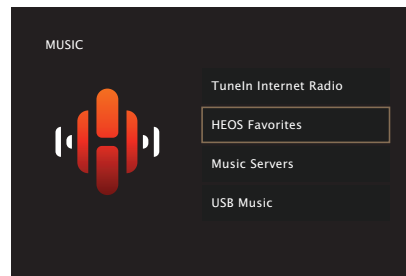 MUSIC
TuneIn Internet Radio
HEOS Favorites
Music Servers
USB Music